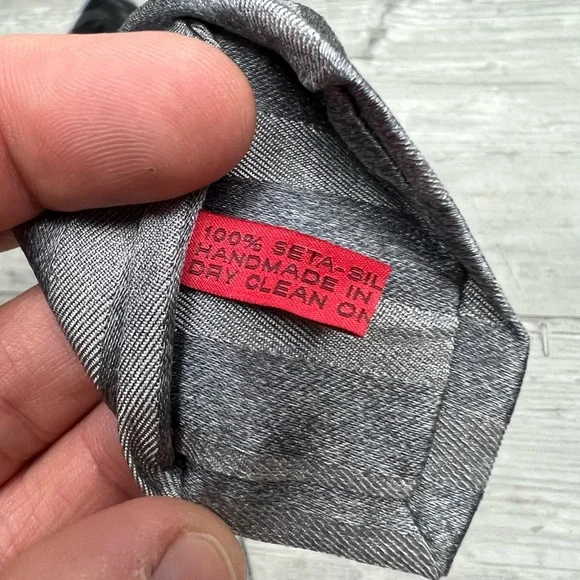 100% SETA-SIL
HANDMADE IN
DRY CLEAN ON